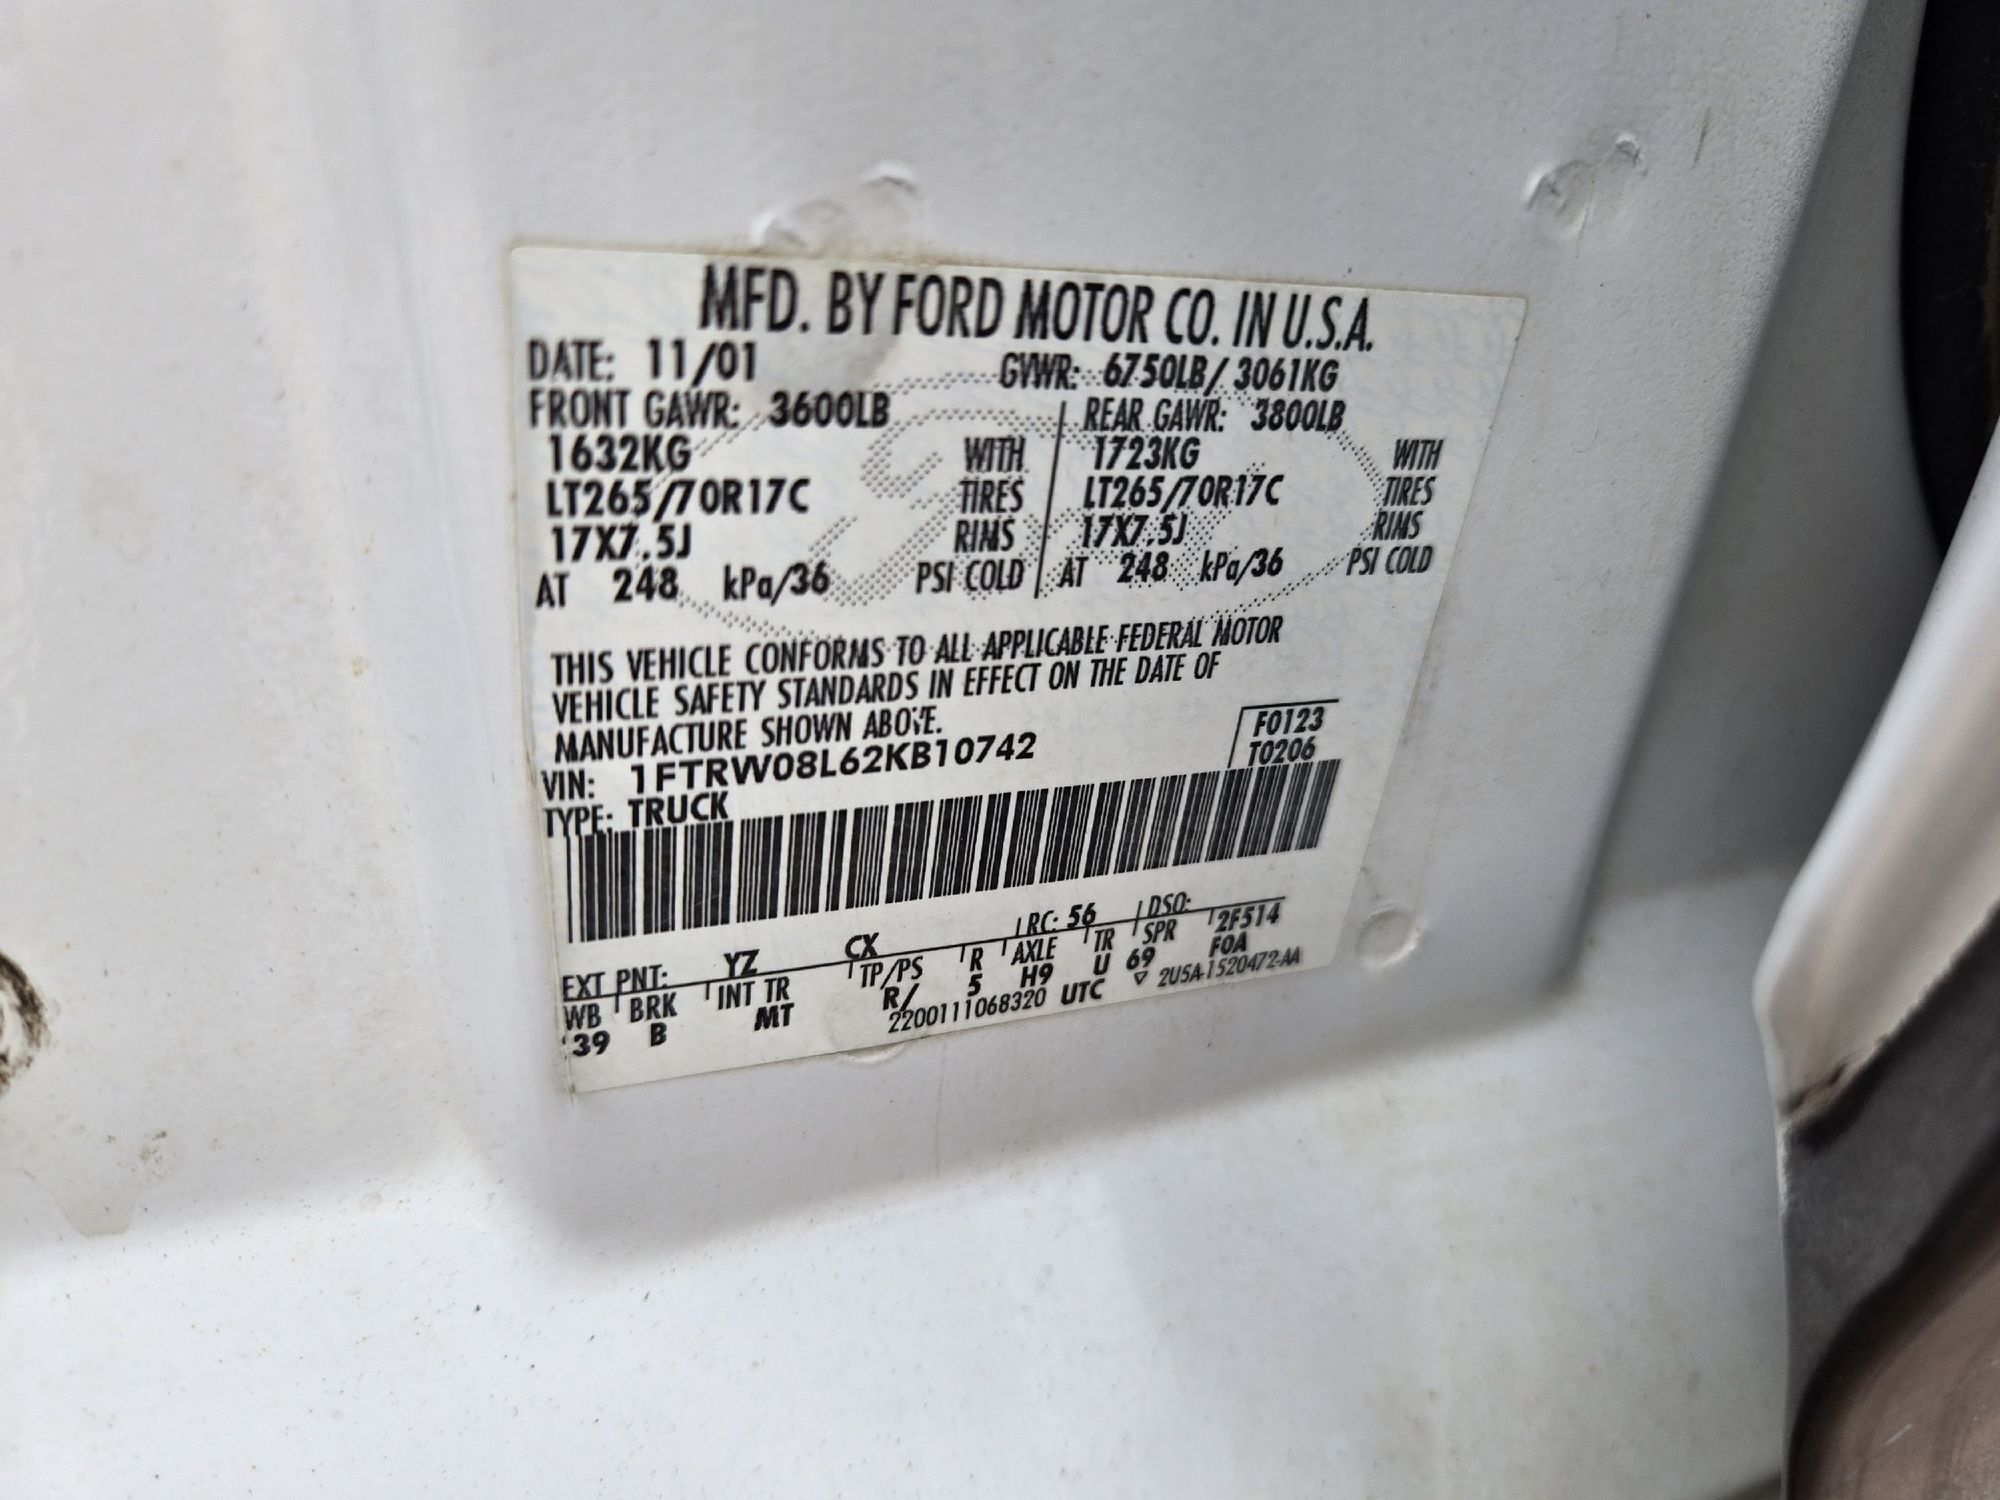 MFD. BY FORD MOTOR CO. IN U.S.A.
DATE: 11/01 GVWR: 6750LB/ 3061KG
FRONT GAWR: 3600LB REAR GAWR: 3800LB
1632KG WITH 1723KG WITH
LT265/70R17C TIRES LT265/70R17C TIRES
17X7.5J RIMS 17X7.5J RIMS
AT 248 kPa/36 PSI COLD AT 248 kPa/36 PSI COLD
THIS VEHICLE CONFORMS TO ALL APPLICABLE FEDERAL MOTOR
VEHICLE SAFETY STANDARDS IN EFFECT ON THE DATE OF
MANUFACTURE SHOWN ABOVE.
F0123
VIN: 1FTRW08L62KB10742 T0206
TYPE: TRUCK
EXT PNT: YZ CX RC: 56 DSO: 2F514
WB BRK INT TR TP/PS R AXLE TR SPR F0A
139 B MT R/ 5 H9 U 69
2200111068320 UTC ▽ 2U5A-1520472-AA